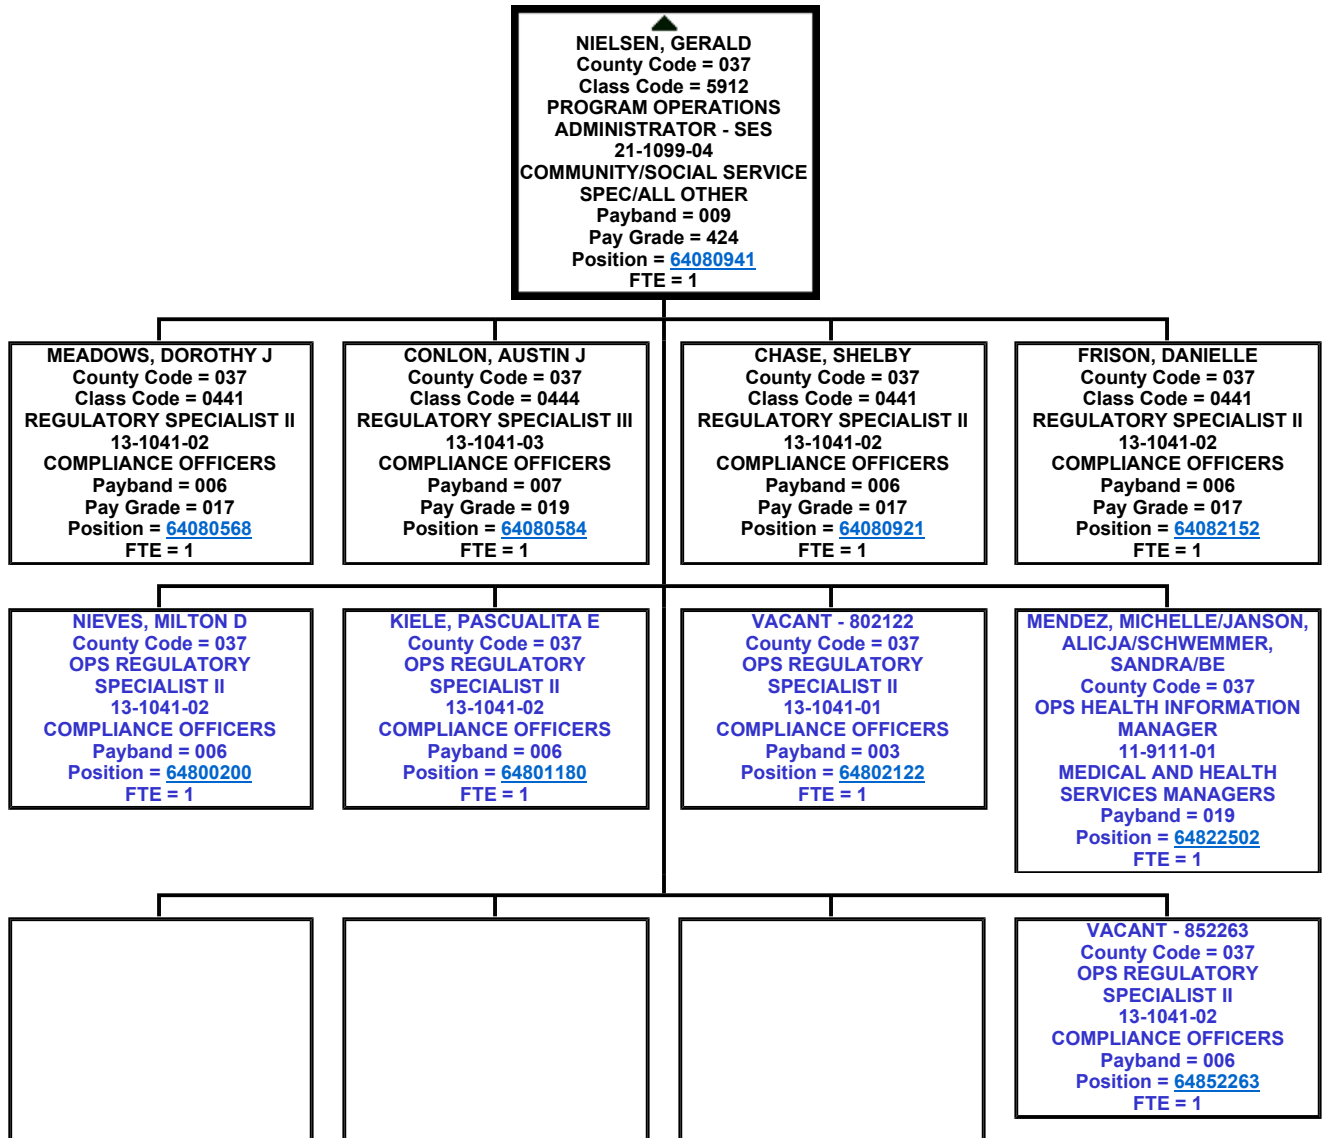 NIELSEN, GERALD
County Code = 037
Class Code = 5912
PROGRAM OPERATIONS
ADMINISTRATOR - SES
21-1099-04
COMMUNITY/SOCIAL SERVICE
SPEC/ALL OTHER
Payband = 009
Pay Grade = 424
Position = 64080941
FTE = 1
MEADOWS, DOROTHY J
County Code = 037
Class Code = 0441
REGULATORY SPECIALIST II
13-1041-02
COMPLIANCE OFFICERS
Payband = 006
Pay Grade = 017
Position = 64080568
FTE = 1
CONLON, AUSTIN J
County Code = 037
Class Code = 0444
REGULATORY SPECIALIST III
13-1041-03
COMPLIANCE OFFICERS
Payband = 007
Pay Grade = 019
Position = 64080584
FTE = 1
CHASE, SHELBY
County Code = 037
Class Code = 0441
REGULATORY SPECIALIST II
13-1041-02
COMPLIANCE OFFICERS
Payband = 006
Pay Grade = 017
Position = 64080921
FTE = 1
FRISON, DANIELLE
County Code = 037
Class Code = 0441
REGULATORY SPECIALIST II
13-1041-02
COMPLIANCE OFFICERS
Payband = 006
Pay Grade = 017
Position = 64082152
FTE = 1
NIEVES, MILTON D
County Code = 037
OPS REGULATORY
SPECIALIST II
13-1041-02
COMPLIANCE OFFICERS
Payband = 006
Position = 64800200
FTE = 1
KIELE, PASCUALITA E
County Code = 037
OPS REGULATORY
SPECIALIST II
13-1041-02
COMPLIANCE OFFICERS
Payband = 006
Position = 64801180
FTE = 1
VACANT - 802122
County Code = 037
OPS REGULATORY
SPECIALIST II
13-1041-01
COMPLIANCE OFFICERS
Payband = 003
Position = 64802122
FTE = 1
MENDEZ, MICHELLE/JANSON,
ALICJA/SCHWEMMER,
SANDRA/BE
County Code = 037
OPS HEALTH INFORMATION
MANAGER
11-9111-01
MEDICAL AND HEALTH
SERVICES MANAGERS
Payband = 019
Position = 64822502
FTE = 1
VACANT - 852263
County Code = 037
OPS REGULATORY
SPECIALIST II
13-1041-02
COMPLIANCE OFFICERS
Payband = 006
Position = 64852263
FTE = 1